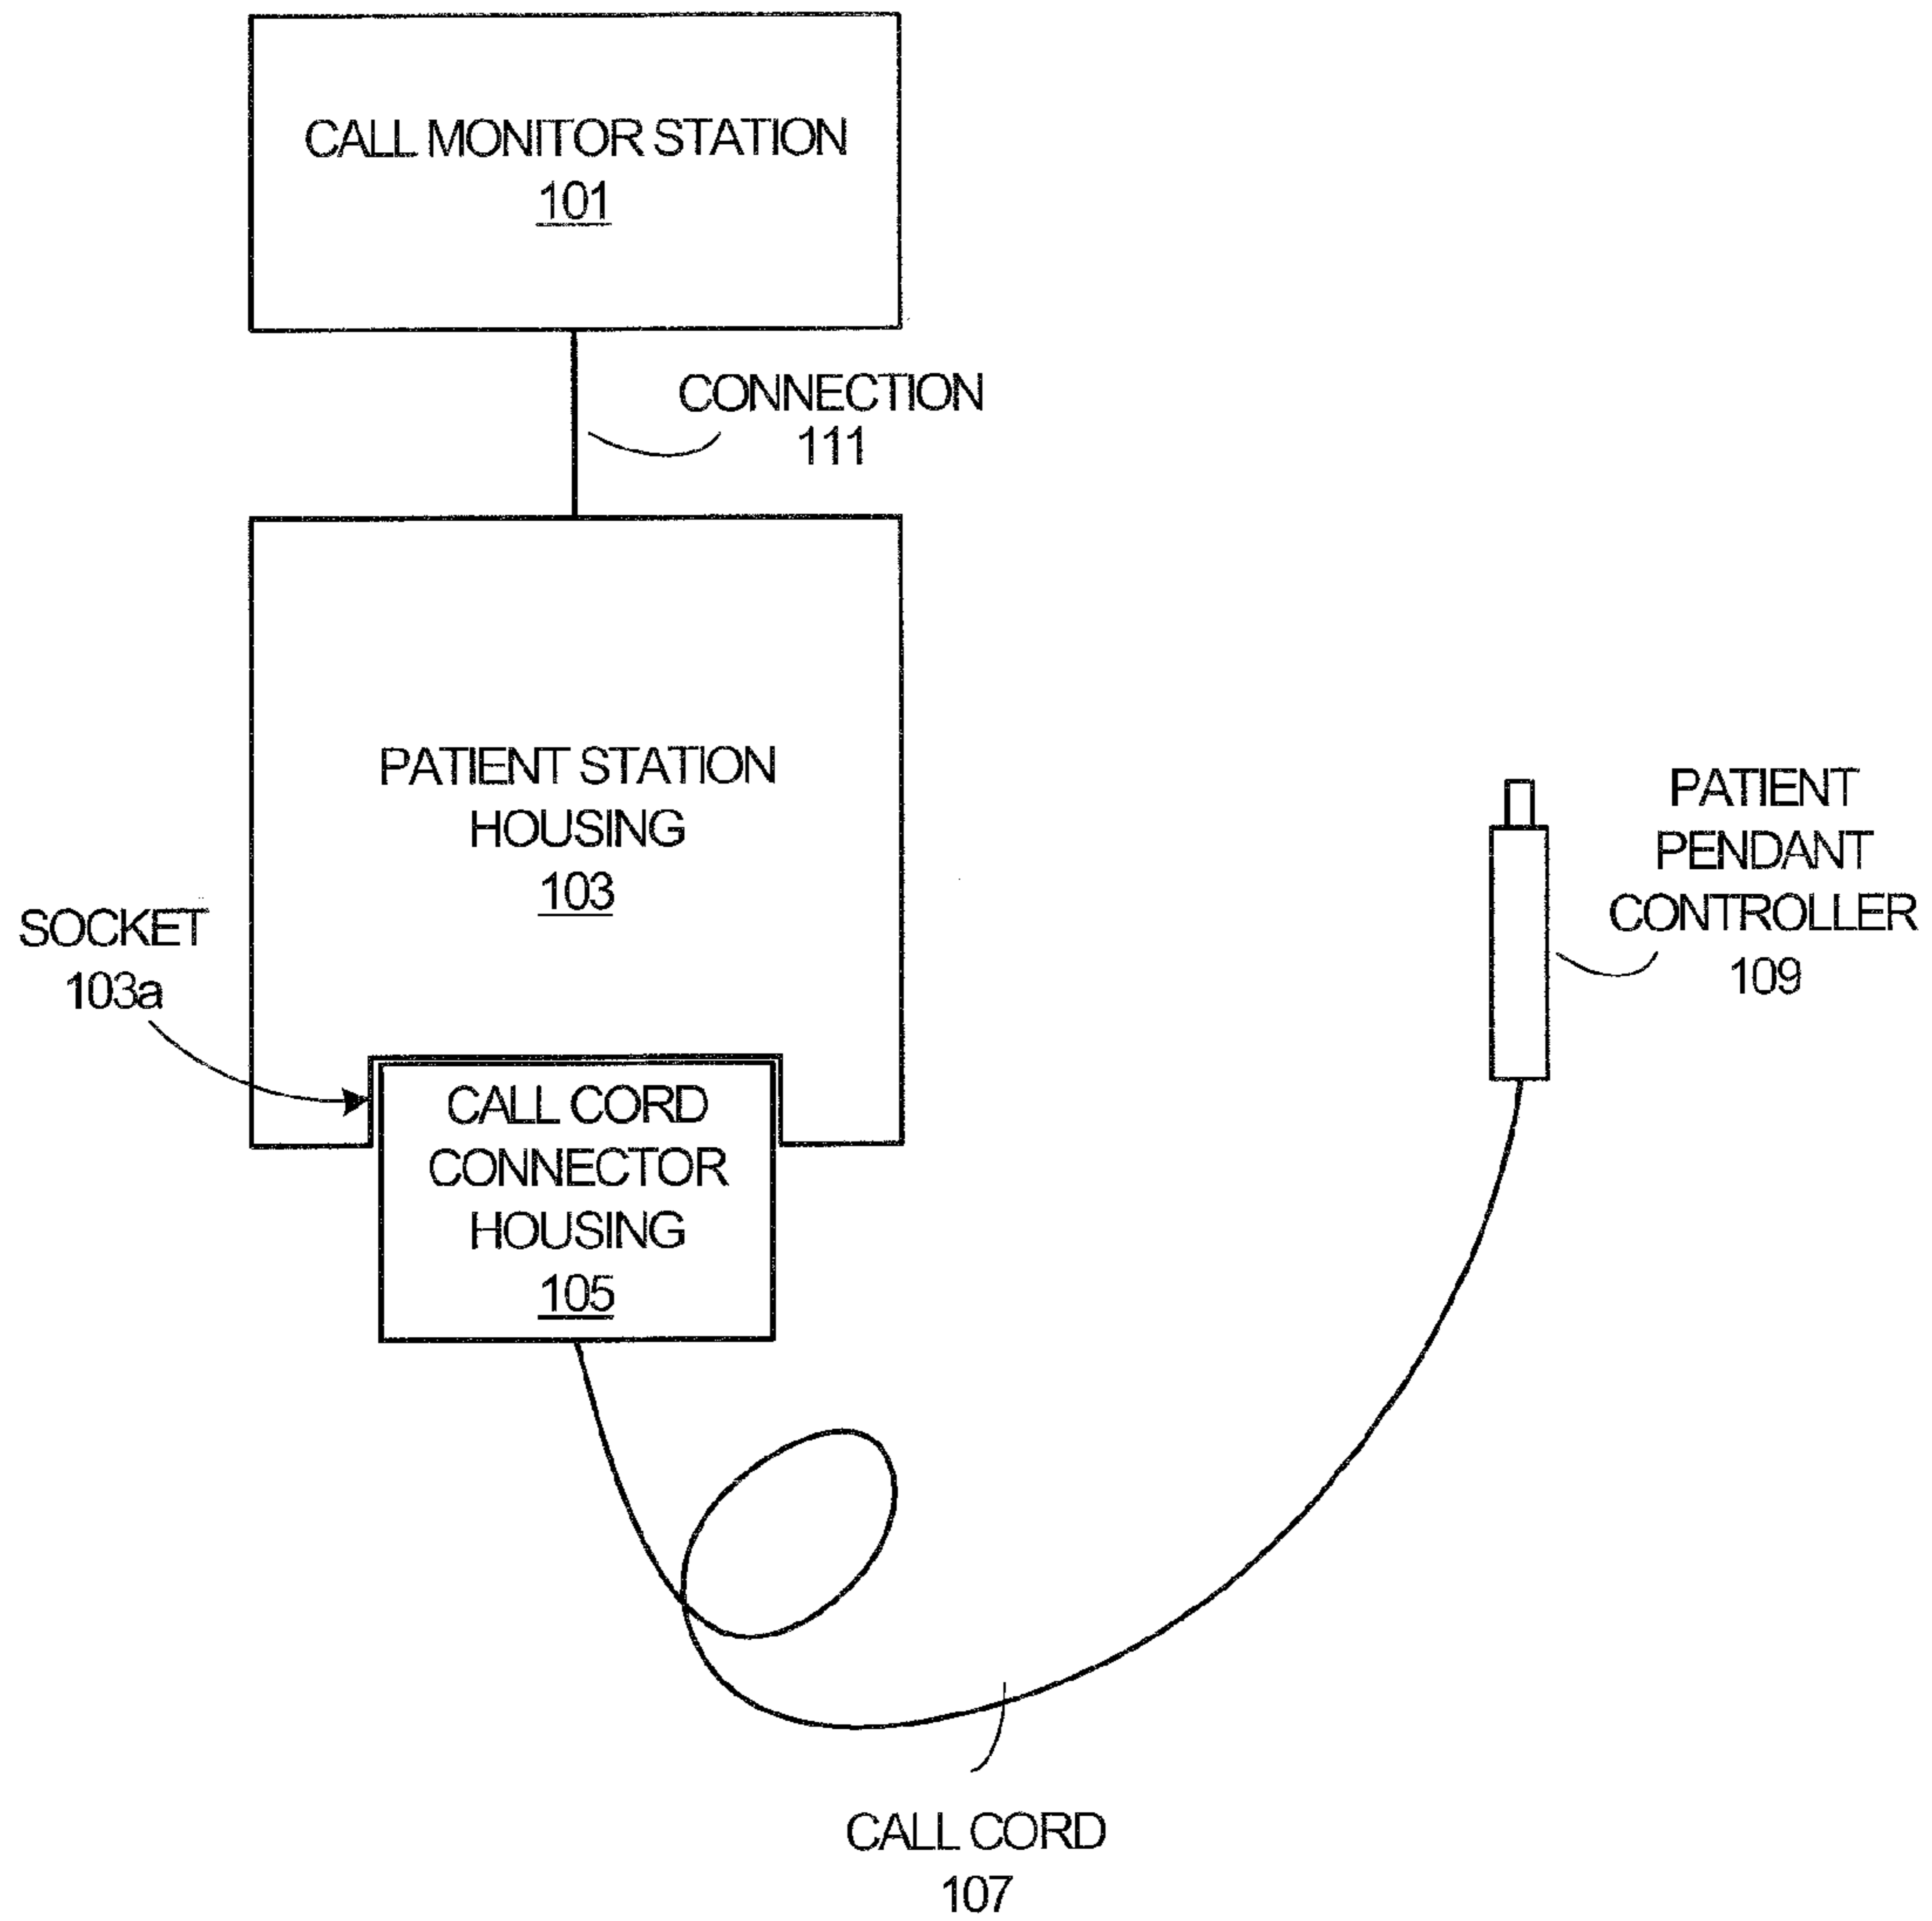 CALL MONITOR STATION
101
CONNECTION
111
PATIENT STATION
HOUSING
103
SOCKET
103a
PATIENT
PENDANT
CONTROLLER
109
CALL CORD
CONNECTOR
HOUSING
105
CALL CORD
107